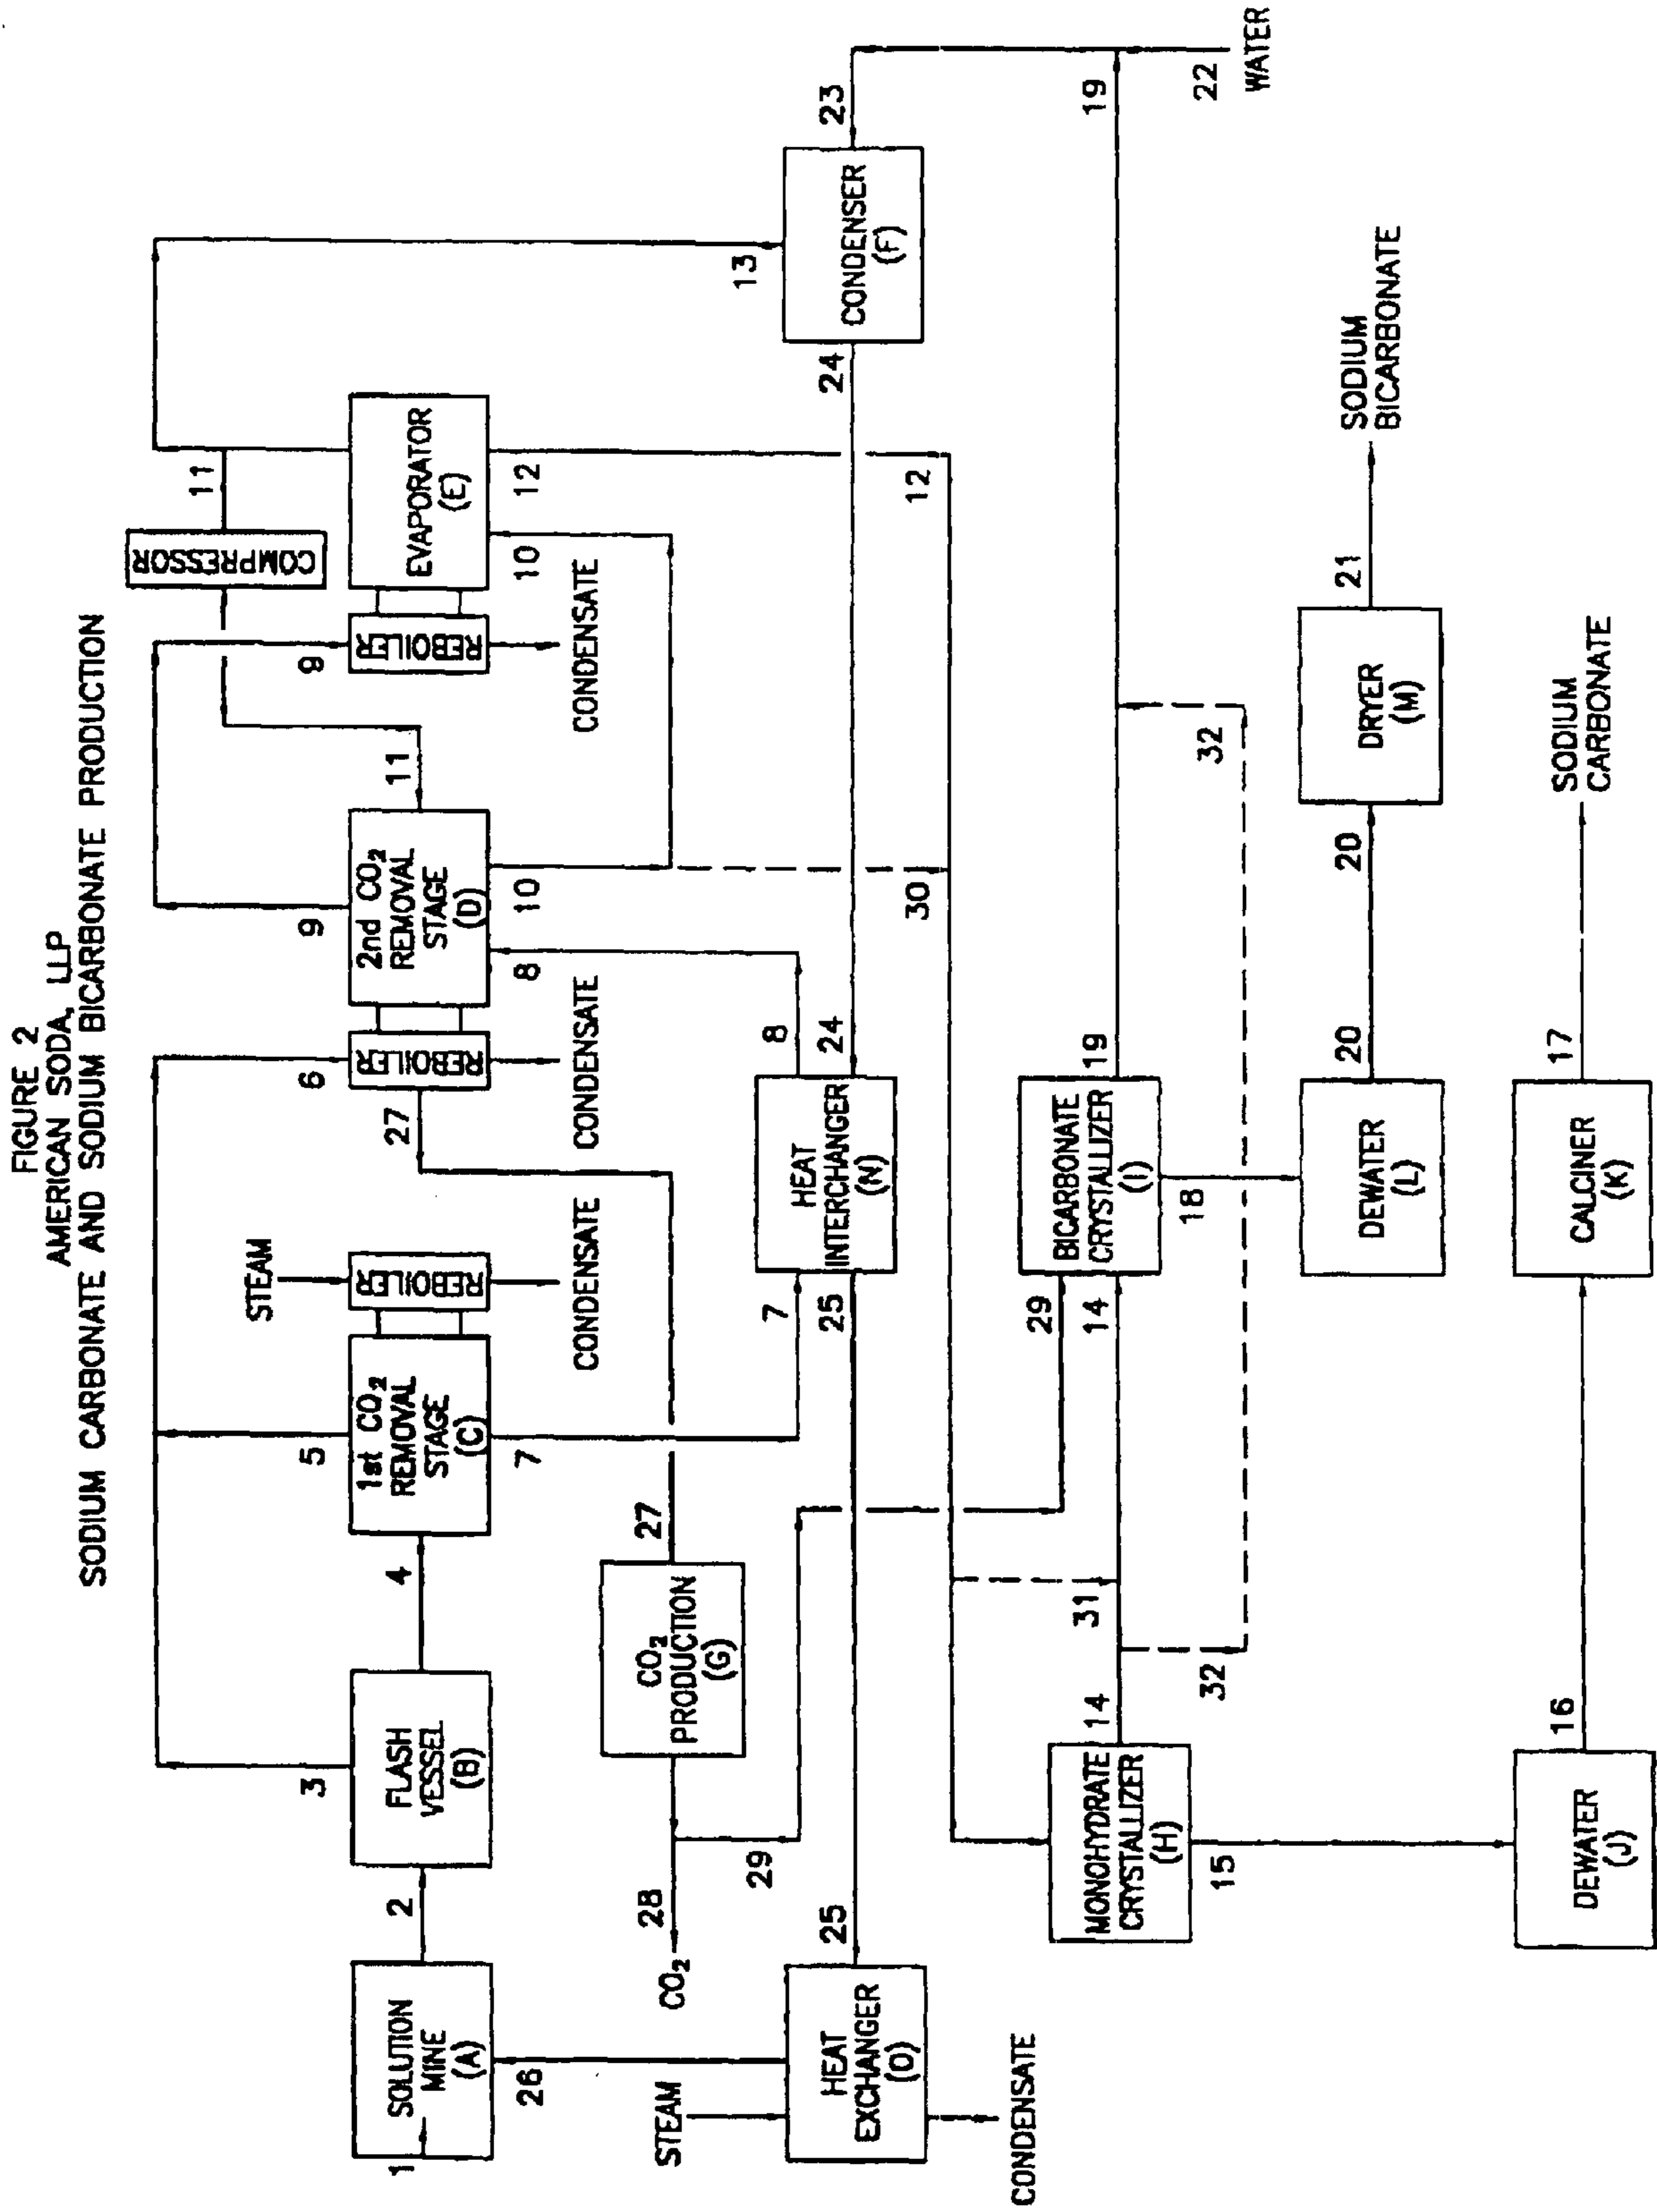 FIGURE 2
AMERICAN SODA, LLP
SODIUM CARBONATE AND SODIUM BICARBONATE PRODUCTION
1
SOLUTION
MINE
(A)
2
FLASH
VESSEL
(B)
3
4
1st CO₂
REMOVAL
STAGE
(C)
5
7
STEAM
REBOILER
CONDENSATE
6
REBOILER
CONDENSATE
27
2nd CO₂
REMOVAL
STAGE
(D)
9
8
10
11
9
REBOILER
CONDENSATE
COMPRESSOR
11
EVAPORATOR
(E)
10
12
13
26
STEAM
HEAT
EXCHANGER
(O)
CONDENSATE
25
CO₂
28
29
CO₂
PRODUCTION
(G)
27
7
25
HEAT
INTERCHANGER
(N)
8
24
30
12
24
CONDENSER
(F)
23
MONOHYDRATE
CRYSTALLIZER
(H)
14
15
32
31
29
14
BICARBONATE
CRYSTALLIZER
(I)
19
18
32
19
22
WATER
DEWATER
(L)
20
20
DRYER
(M)
21
SODIUM
BICARBONATE
DEWATER
(J)
16
CALCINER
(K)
17
SODIUM
CARBONATE